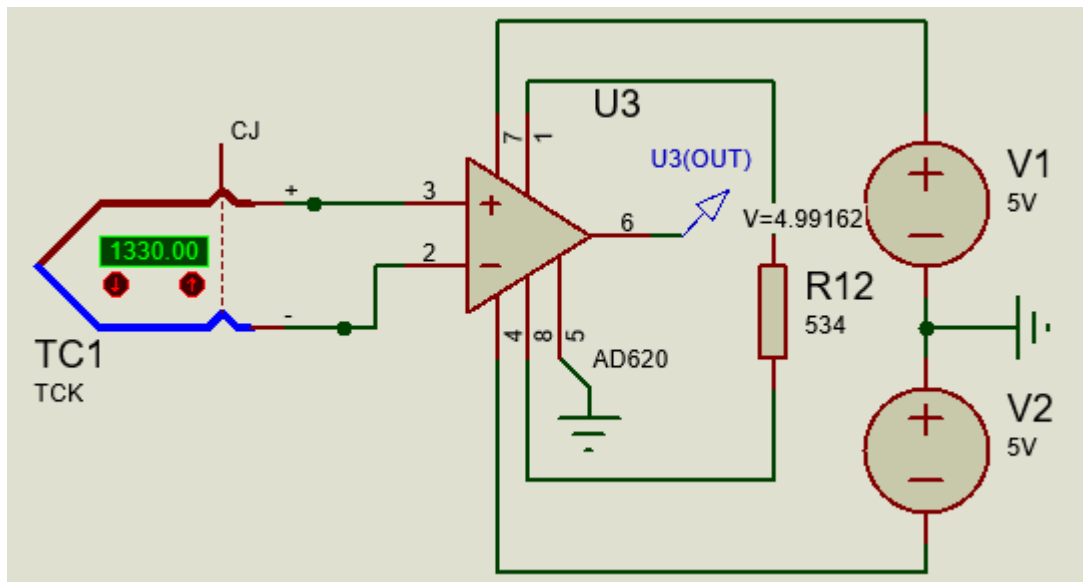 CJ
+
1330.00
-
TC1
TCK
3
2
7
1
U3
6
4
8
5
AD620
U3(OUT)
V=4.99162
R12
534
V1
5V
V2
5V